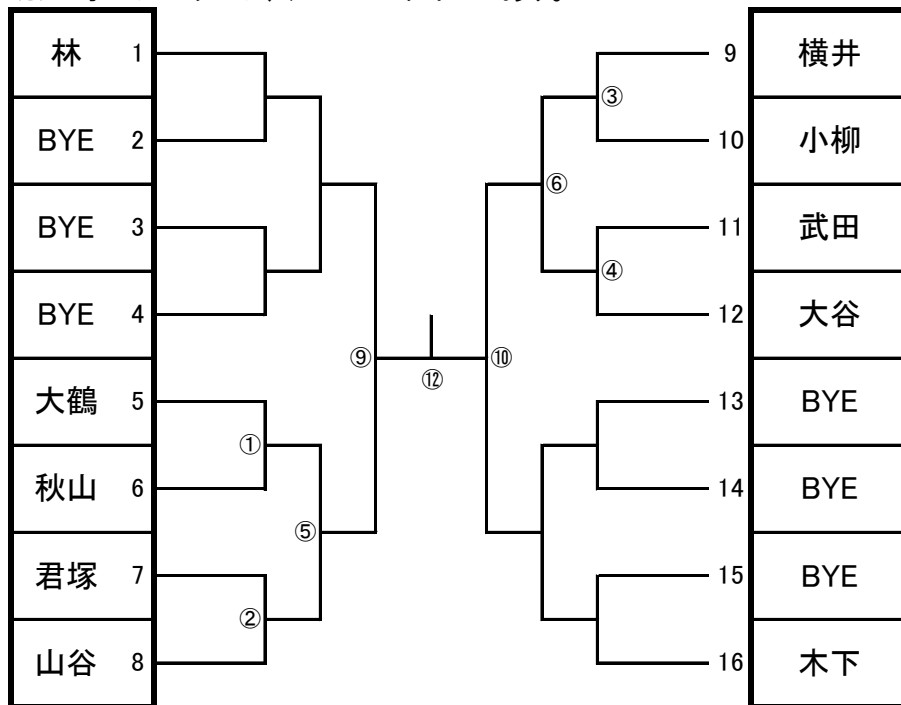 林 1
BYE 2
BYE 3
BYE 4
大鶴 5
秋山 6
君塚 7
山谷 8
①
②
⑤
⑨
⑫
⑩
⑥
③
④
9 横井
10 小柳
11 武田
12 大谷
13 BYE
14 BYE
15 BYE
16 木下